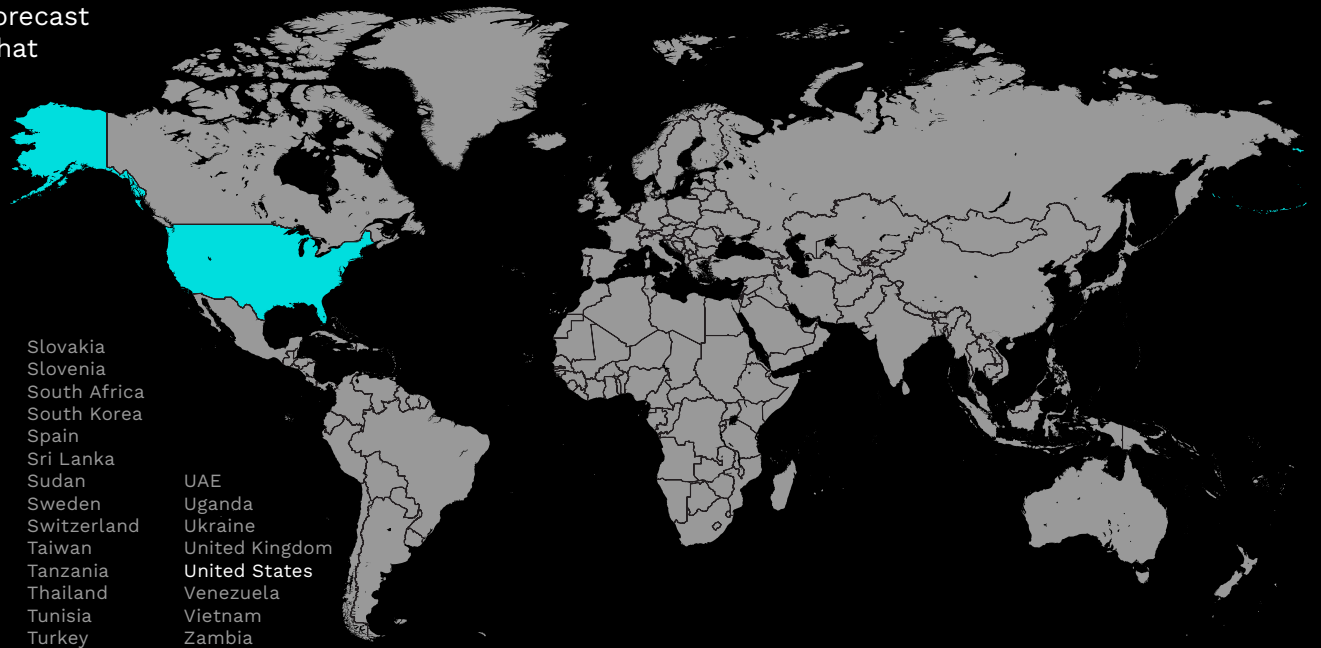 hat
Slovakia
Slovenia
South Africa
South Korea
Spain
Sri Lanka
Sudan
Sweden
Switzerland
Taiwan
Tanzania
Thailand
Tunisia
Turkey
UAE
Uganda
Ukraine
United Kingdom
United States
Venezuela
Vietnam
Zambia